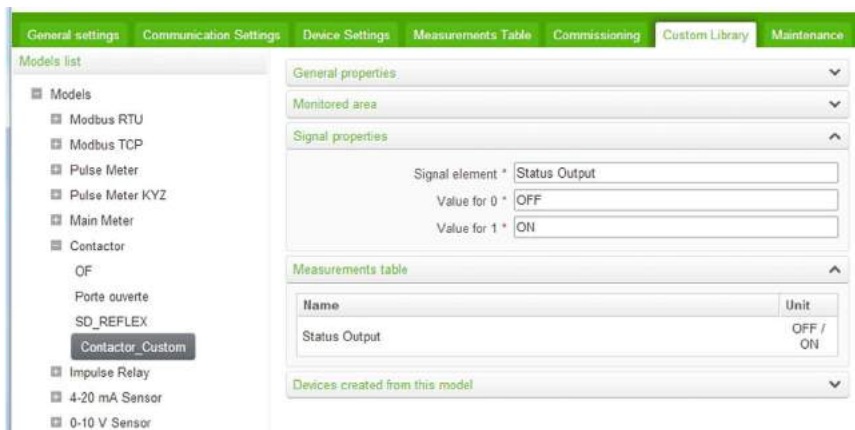 General settings Communication Settings Device Settings Measurements Table Commissioning Custom Library Maintenance
Models list
Models
Modbus RTU
Modbus TCP
Pulse Meter
Pulse Meter KYZ
Main Meter
Contactor
OF
Porte ouverte
SD_REFLEX
Contactor_Custom
Impulse Relay
4-20 mA Sensor
0-10 V Sensor
General properties
Monitored area
Signal properties
Signal element * Status Output
Value for 0 * OFF
Value for 1 * ON
Measurements table
Name Unit
Status Output OFF /
ON
Devices created from this model